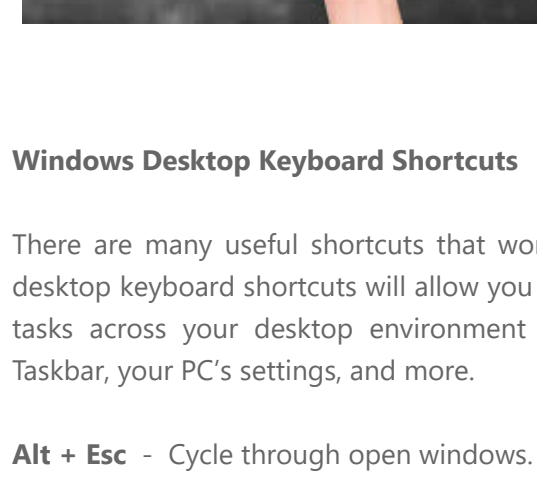 Windows Desktop Keyboard Shortcuts
There are many useful shortcuts that
desktop keyboard shortcuts will allow you
tasks across your desktop environment
Taskbar, your PC’s settings, and more.
Alt + Esc - Cycle through open windows.